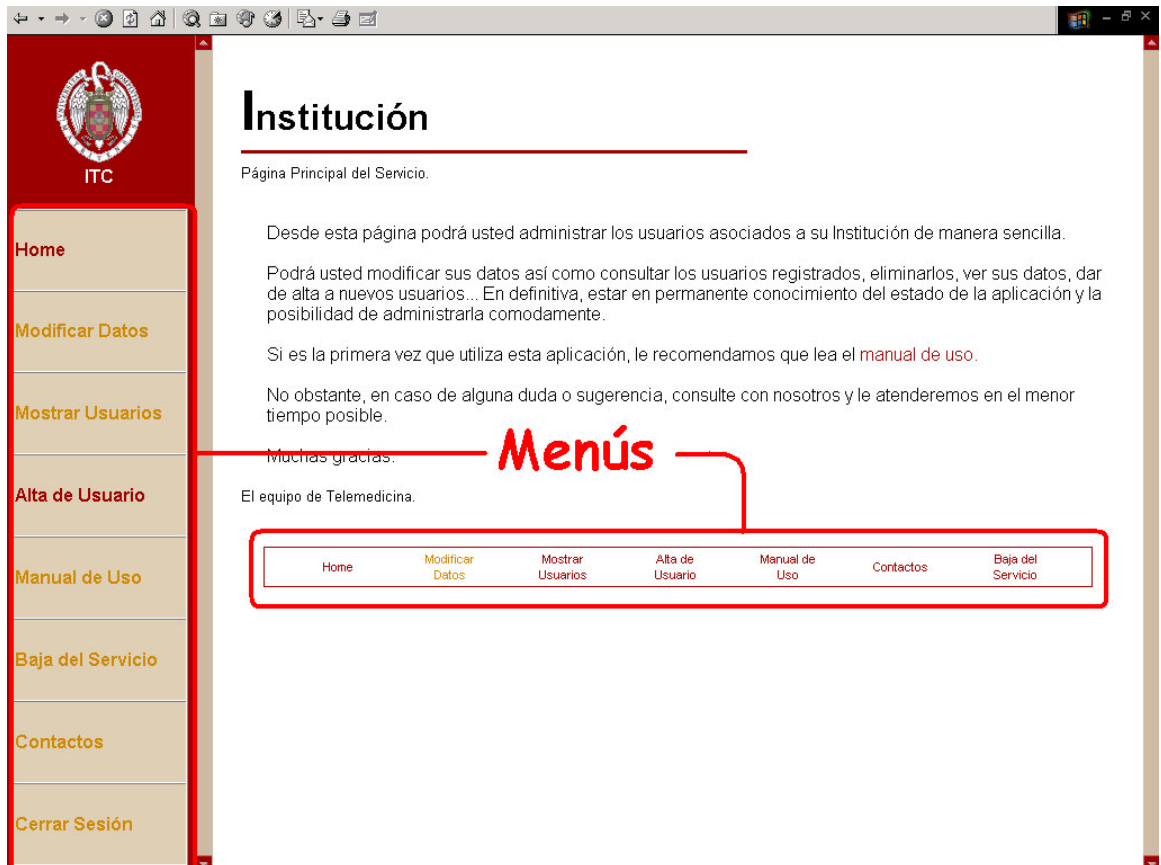 ITC
Home
Modificar Datos
Mostrar Usuarios
Alta de Usuario
Manual de Uso
Baja del Servicio
Contactos
Cerrar Sesión
Institución
Página Principal del Servicio.
Desde esta página podrá usted administrar los usuarios asociados a su Institución de manera sencilla.
Podrá usted modificar sus datos así como consultar los usuarios registrados, eliminarlos, ver sus datos, dar
de alta a nuevos usuarios... En definitiva, estar en permanente conocimiento del estado de la aplicación y la
posibilidad de administrarla comodamente.
Si es la primera vez que utiliza esta aplicación, le recomendamos que lea el manual de uso.
No obstante, en caso de alguna duda o sugerencia, consulte con nosotros y le atenderemos en el menor
tiempo posible.
Muchas gracias.
Menús
El equipo de Telemedicina.
Home
Modificar
Datos
Mostrar
Usuarios
Alta de
Usuario
Manual de
Uso
Contactos
Baja del
Servicio